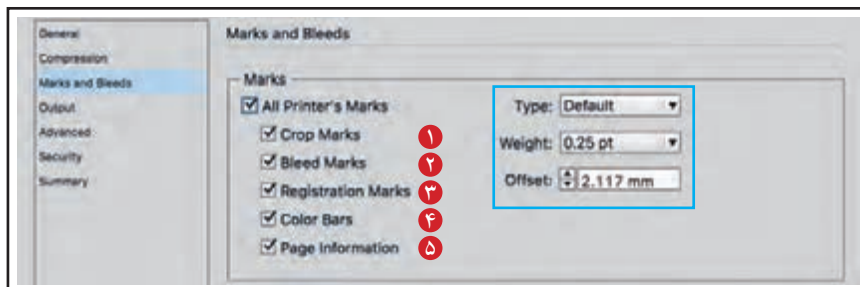 General
Compression
Marks and Bleeds
Output
Advanced
Security
Summary
Marks and Bleeds
Marks
All Printer's Marks
Crop Marks ۱
Bleed Marks ۲
Registration Marks ۳
Color Bars ۴
Page Information ۵
Type: Default
Weight: 0.25 pt
Offset: 2.117 mm